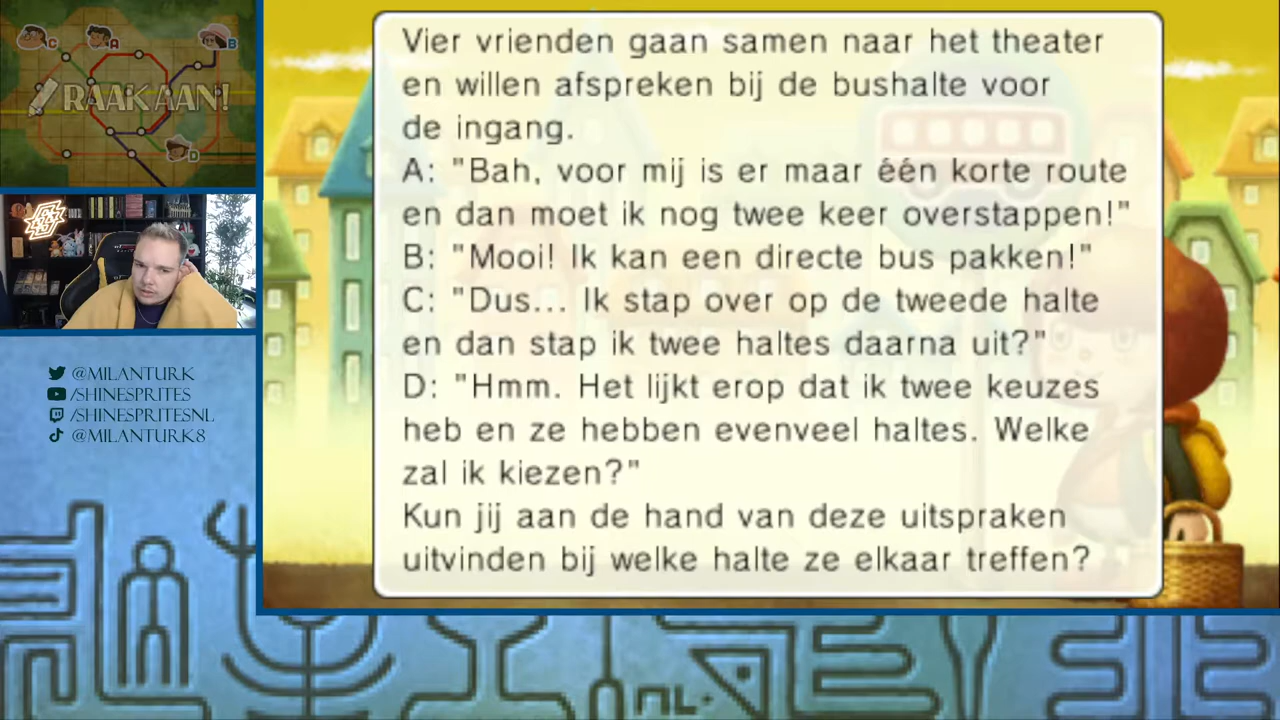 C
A
B
RAAK AAN!
D
@MILANTURK
/SHINESPRITES
/SHINESPRITESNL
@MILANTURK8
Vier vrienden gaan samen naar het theater
en willen afspreken bij de bushalte voor
de ingang.
A: "Bah, voor mij is er maar één korte route
en dan moet ik nog twee keer overstappen!"
B: "Mooi! Ik kan een directe bus pakken!"
C: "Dus... Ik stap over op de tweede halte
en dan stap ik twee haltes daarna uit?"
D: "Hmm. Het lijkt erop dat ik twee keuzes
heb en ze hebben evenveel haltes. Welke
zal ik kiezen?"
Kun jij aan de hand van deze uitspraken
uitvinden bij welke halte ze elkaar treffen?